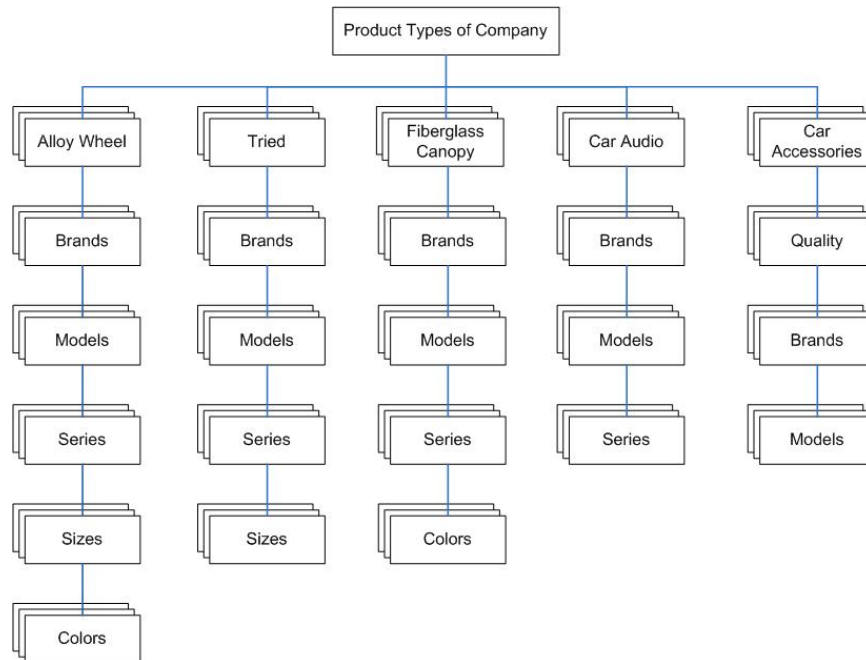 Product Types of Company
Alloy Wheel
Tried
Fiberglass
Canopy
Car Audio
Car
Accessories
Brands
Brands
Brands
Brands
Quality
Models
Models
Models
Models
Brands
Series
Series
Series
Series
Models
Sizes
Sizes
Colors
Colors